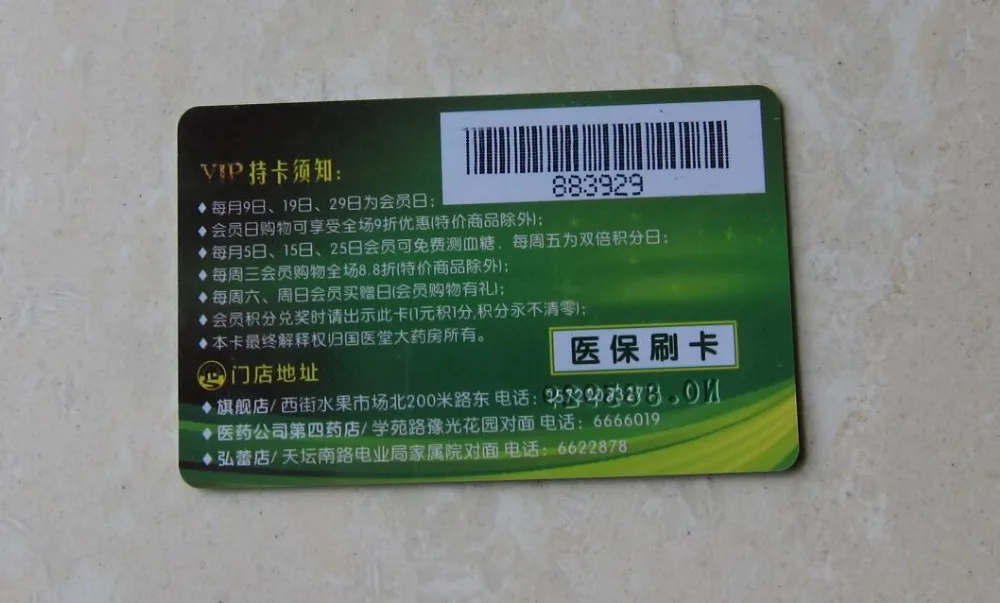 883929
VIP 持卡须知:
♦ 每月9日、19日、29日为会员日;
♦ 会员日购物可享受全场9折优惠(特价商品除外);
♦ 每月5日、15日、25日会员可免费测血糖，每周五为双倍积分日;
♦ 每周三会员购物全场8.8折(特价商品除外);
♦ 每周六、周日会员买赠日(会员购物有礼);
♦ 会员积分兑奖时请出示此卡(1元积1分,积分永不清零);
♦ 本卡最终解释权归国医堂大药房所有。
医保刷卡
门店地址
♦ 旗舰店/ 西街水果市场北200米路东 电话:
♦ 医药公司第四药店/ 学苑路豫光花园对面 电话: 6666019
♦ 弘蕾店/ 天坛南路电业局家属院对面 电话: 6622878